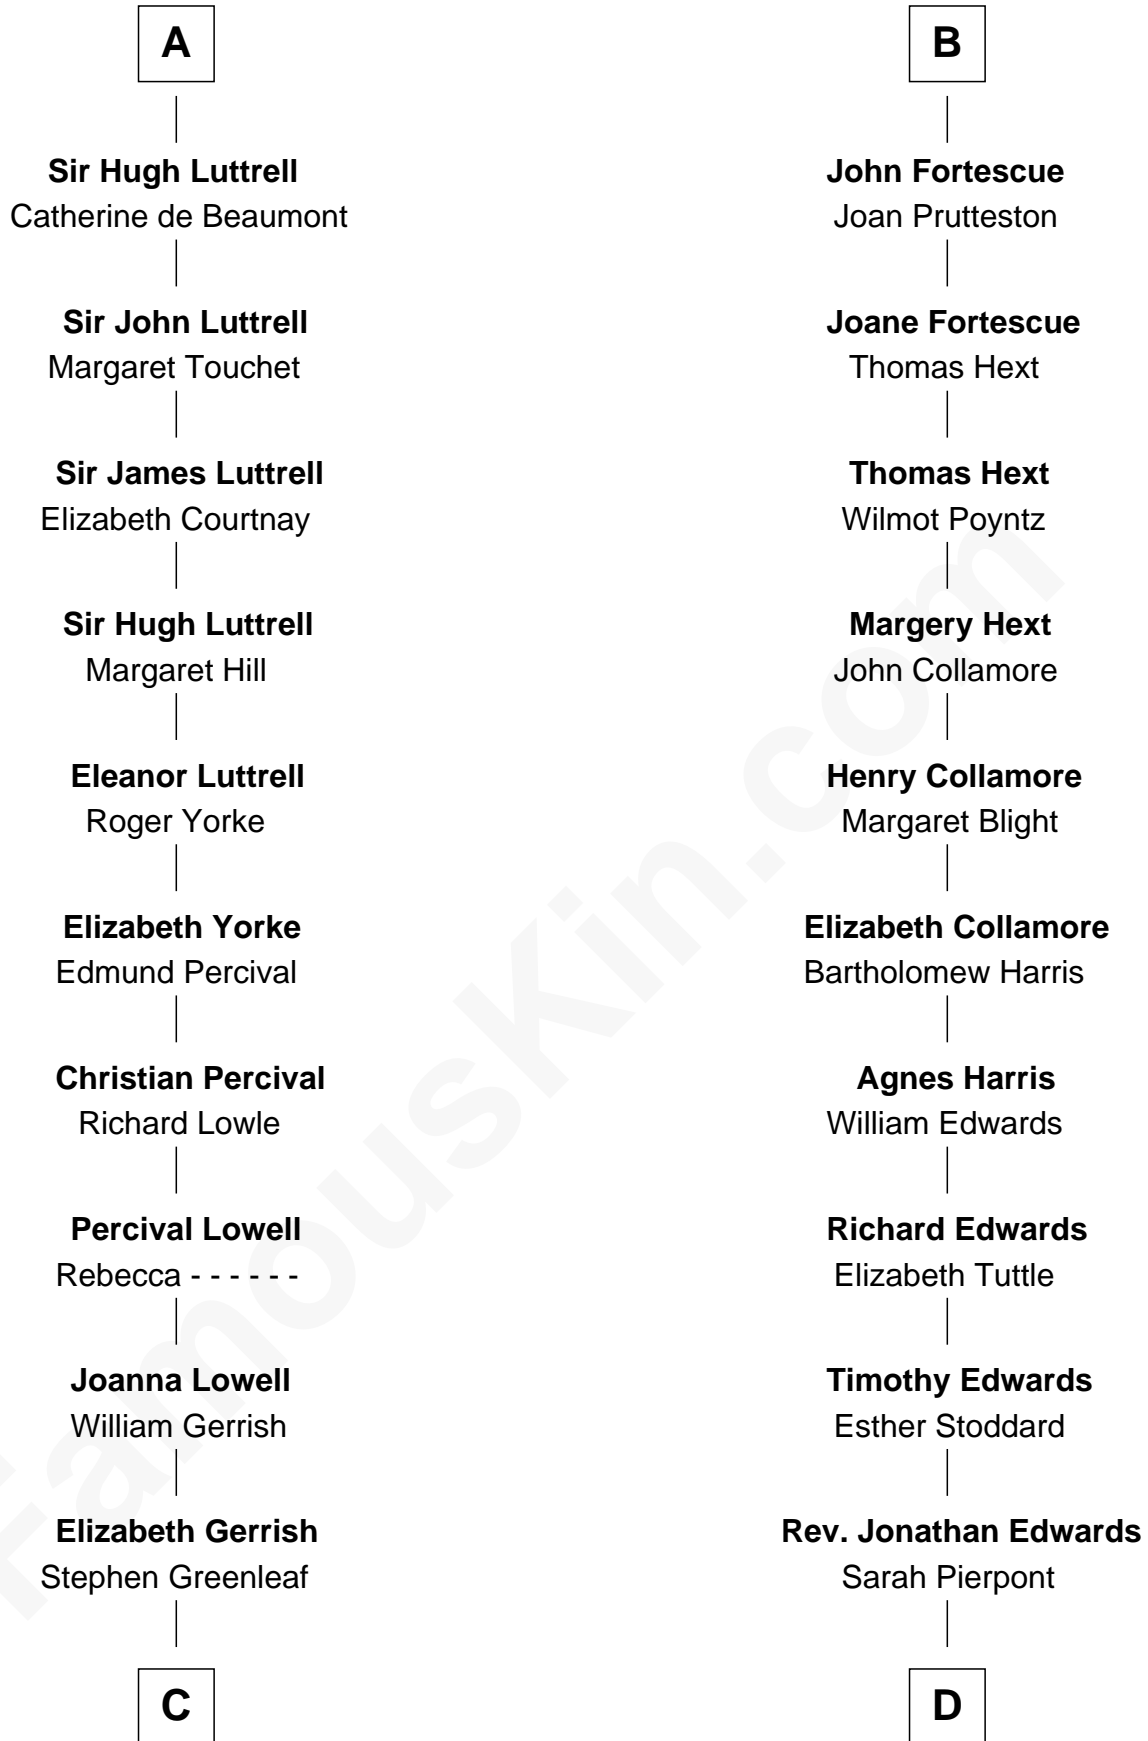 A
Sir Hugh Luttrell
Catherine de Beaumont
Sir John Luttrell
Margaret Touchet
Sir James Luttrell
Elizabeth Courtnay
Sir Hugh Luttrell
Margaret Hill
Eleanor Luttrell
Roger Yorke
Elizabeth Yorke
Edmund Percival
Christian Percival
Richard Lowle
Percival Lowell
Rebecca - - - - - -
Joanna Lowell
William Gerrish
Elizabeth Gerrish
Stephen Greenleaf
C
B
John Fortescue
Joan Prutteston
Joane Fortescue
Thomas Hext
Thomas Hext
Wilmot Poyntz
Margery Hext
John Collamore
Henry Collamore
Margaret Blight
Elizabeth Collamore
Bartholomew Harris
Agnes Harris
William Edwards
Richard Edwards
Elizabeth Tuttle
Timothy Edwards
Esther Stoddard
Rev. Jonathan Edwards
Sarah Pierpont
D
FamousKin.com